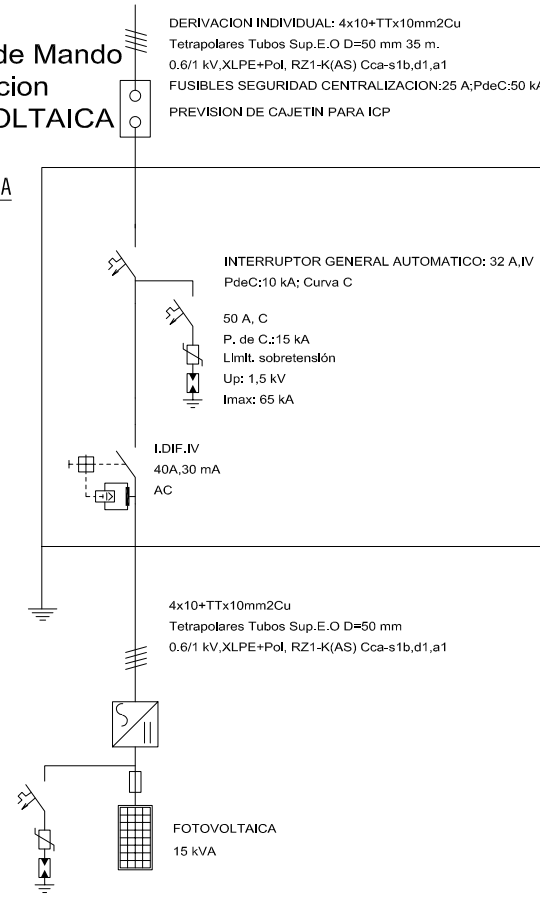 DERIVACION INDIVIDUAL: 4x10+TTx10mm2Cu
Tetrapolares Tubos Sup.E.O D=50 mm 35 m.
0.6/1 kV,XLPE+Pol, RZ1-K(AS) Cca-s1b,d1,a1
FUSIBLES SEGURIDAD CENTRALIZACION:25 A;PdeC:50 kA
PREVISION DE CAJETIN PARA ICP
de Mando
cion
OLTAICA
A
INTERRUPTOR GENERAL AUTOMATICO: 32 A,IV
PdeC:10 kA; Curva C
50 A, C
P. de C.:15 kA
LImIt. sobretensIón
Up: 1,5 kV
Imax: 65 kA
I.DIF.IV
40A,30 mA
AC
4x10+TTx10mm2Cu
Tetrapolares Tubos Sup.E.O D=50 mm
0.6/1 kV,XLPE+Pol, RZ1-K(AS) Cca-s1b,d1,a1
FOTOVOLTAICA
15 kVA